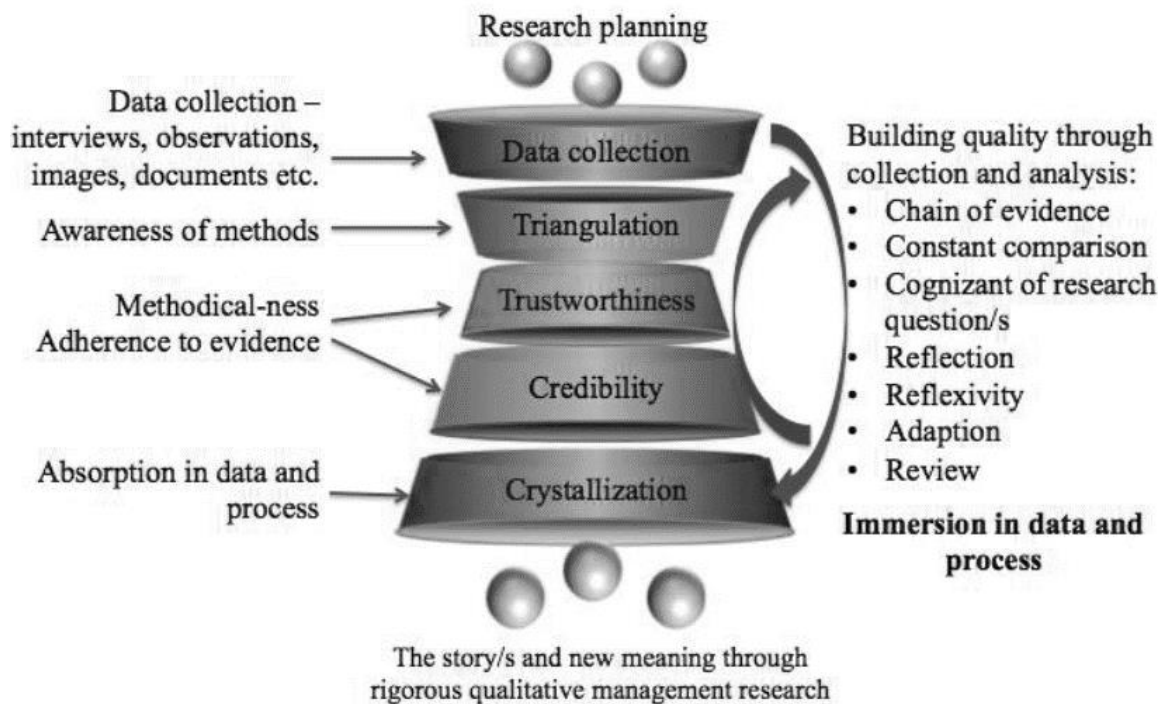 Research planning
Data collection –
interviews, observations,
images, documents etc.
Awareness of methods
Methodical-ness
Adherence to evidence
Absorption in data and
process
Data collection
Triangulation
Trustworthiness
Credibility
Crystallization
Building quality through
collection and analysis:
• Chain of evidence
• Constant comparison
• Cognizant of research
question/s
• Reflection
• Reflexivity
• Adaption
• Review
Immersion in data and
process
The story/s and new meaning through
rigorous qualitative management research